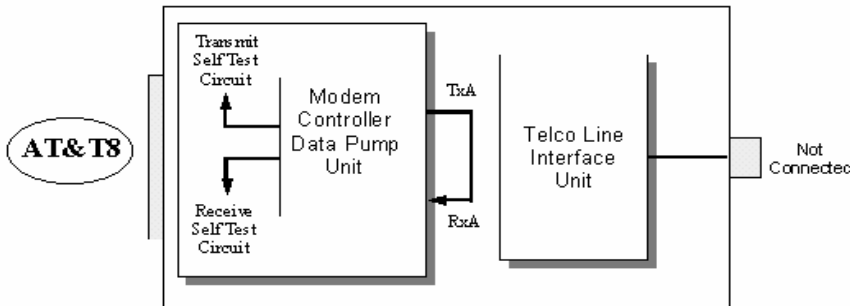 Transmit
Self Test
Circuit
AT&T8
Modem
Controller
Data Pump
Unit
Receive
Self Test
Circuit
TxA
RxA
Telco Line
Interface
Unit
Not
Connected